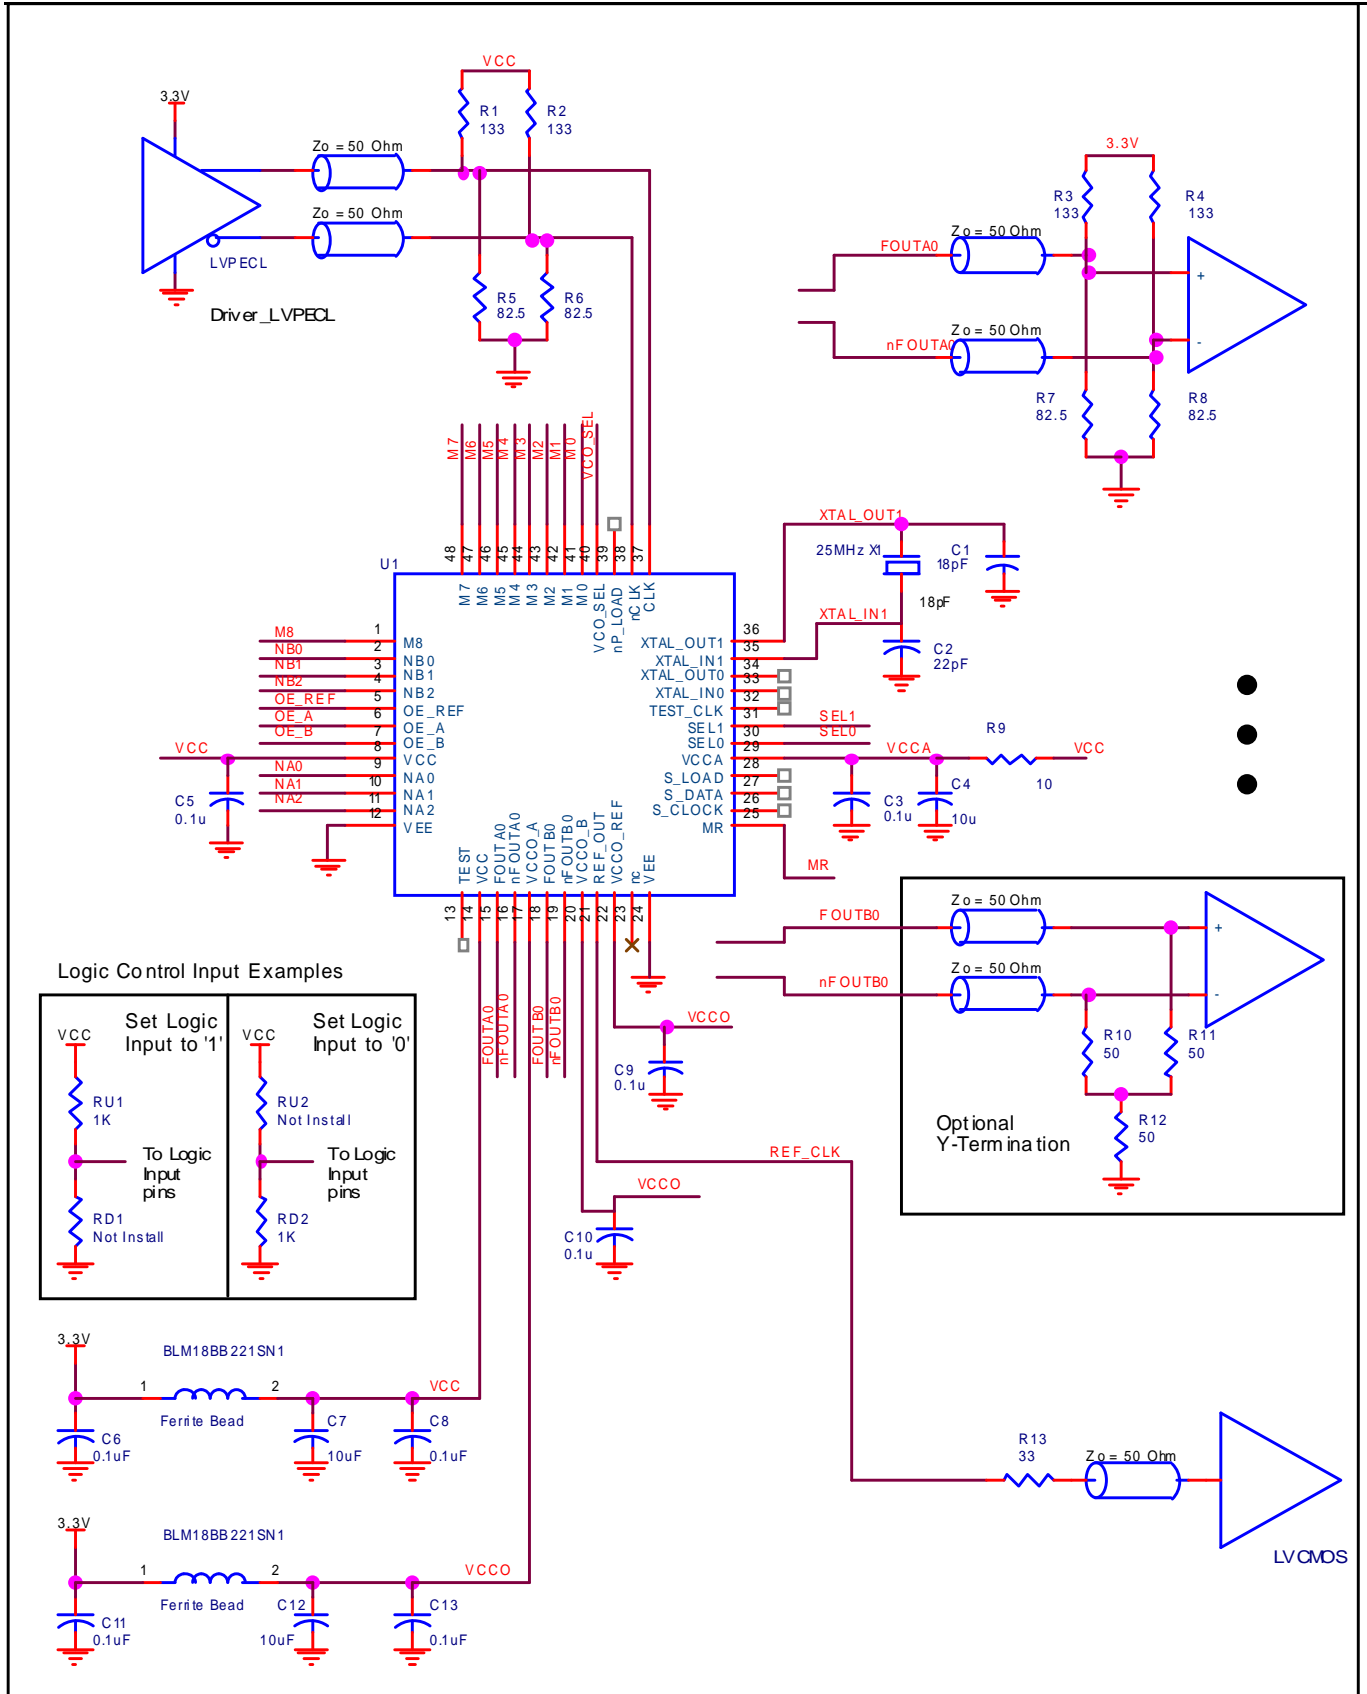 VCC
3.3V
R1
133
R2
133
Zo = 50 Ohm
Zo = 50 Ohm
LVPECL
Driver_LVPECL
R5
82.5
R6
82.5
3.3V
R3
133
R4
133
Zo = 50 Ohm
FOUTA0
+
Zo = 50 Ohm
nFOUTA0
-
R7
82.5
R8
82.5
M7
M6
M5
M4
M3
M2
M1
M0
VCO_SEL
48
47
46
45
44
43
42
41
40
39
38
37
U1
M7
M6
M5
M4
M3
M2
M1
M0
VCO_SEL
nP_LOAD
nCLK
CLK
XTAL_OUT1
25MHz X1
C1
18pF
18pF
XTAL_IN1
C2
22pF
M8 1 M8
NB0 2 NB0
NB1 3 NB1
NB2 4 NB2
OE_REF 5 OE_REF
OE_A 6 OE_A
OE_B 7 OE_B
VCC 8 VCC
NA0 9 NA0
NA1 10 NA1
NA2 11 NA2
12 VEE
C5
0.1u
XTAL_OUT1 36
XTAL_IN1 35
XTAL_OUT0 34
XTAL_IN0 33
TEST_CLK 32
SEL1 31 SEL1
SEL0 30 SEL0
VCCA 29 VCCA
S_LOAD 28
S_DATA 27
S_CLOCK 26
MR 25
MR
R9
10
VCC
C3
0.1u
C4
10u
TEST
VCC
FOUTA0
nFOUTA0
VCCO_A
FOUTB0
nFOUTB0
VCCO_B
REF_OUT
VCCO_REF
nc
VEE
13
14
15
16
17
18
19
20
21
22
23
24
FOUTA0
nFOUTA0
FOUTB0
nFOUTB0
VCCO
C9
0.1u
REF_CLK
VCCO
C10
0.1u
Zo = 50 Ohm
FOUTB0
+
Zo = 50 Ohm
nFOUTB0
-
R10
50
R11
50
R12
50
Optional
Y-Termination
Logic Control Input Examples
Set Logic
Input to '1'
VCC
RU1
1K
To Logic
Input
pins
RD1
Not Install
Set Logic
Input to '0'
VCC
RU2
Not Install
To Logic
Input
pins
RD2
1K
3.3V
BLM18BB221SN1
1
2
VCC
Ferrite Bead
C6
0.1uF
C7
10uF
C8
0.1uF
3.3V
BLM18BB221SN1
1
2
VCCO
Ferrite Bead
C11
0.1uF
C12
10uF
C13
0.1uF
R13
33
Zo = 50 Ohm
LVCMOS